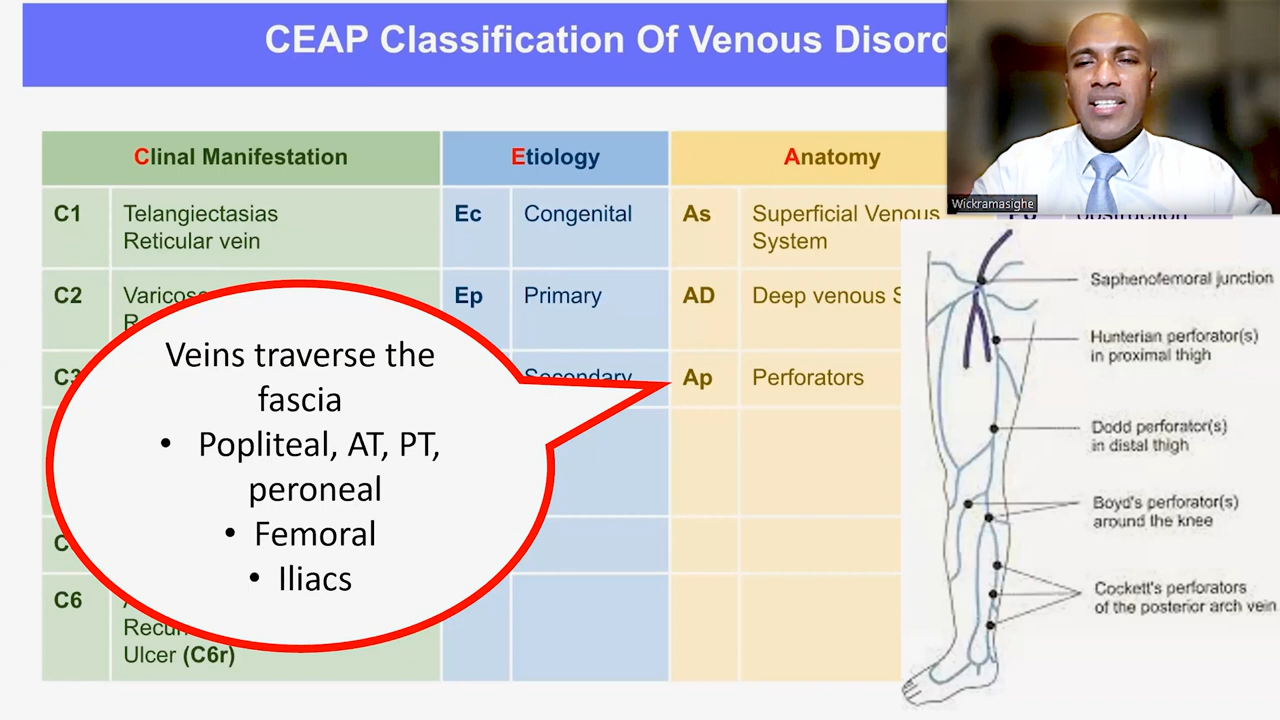 CEAP Classification Of Venous Disord
Wickramasighe
Clinal Manifestation
Etiology
Anatomy
C1
Telangiectasias
Reticular vein
Ec
Congenital
As
Superficial Venous
System
C2
Ep
Primary
AD
Deep venous S
Secondary
Ap
Perforators
C6
Ulcer (C6r)
Veins traverse the
fascia
• Popliteal, AT, PT,
peroneal
• Femoral
• Iliacs
Saphenofemoral junction
Hunterian perforator(s)
in proximal thigh
Dodd perforator(s)
in distal thigh
Boyd's perforator(s)
around the knee
Cockett's perforators
of the posterior arch vein